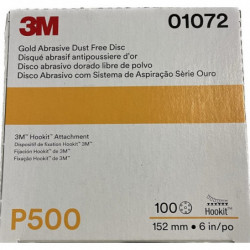 3M
01072
Gold Abrasive Dust Free Disc
Disque abrasif antipoussiere d'or
Disco abrasivo dorado libre de polvo
Disco Abrasivo com Sistema de Aspiração Série Ouro
3M™ Hookit™ Attachment
Dispositif de fixation Hookit™ 3M™
Fijación Hookit™ de 3M™
Fixação Hookit™ de 3M™
P500
100
Hookit™
152 mm • 6 in/po